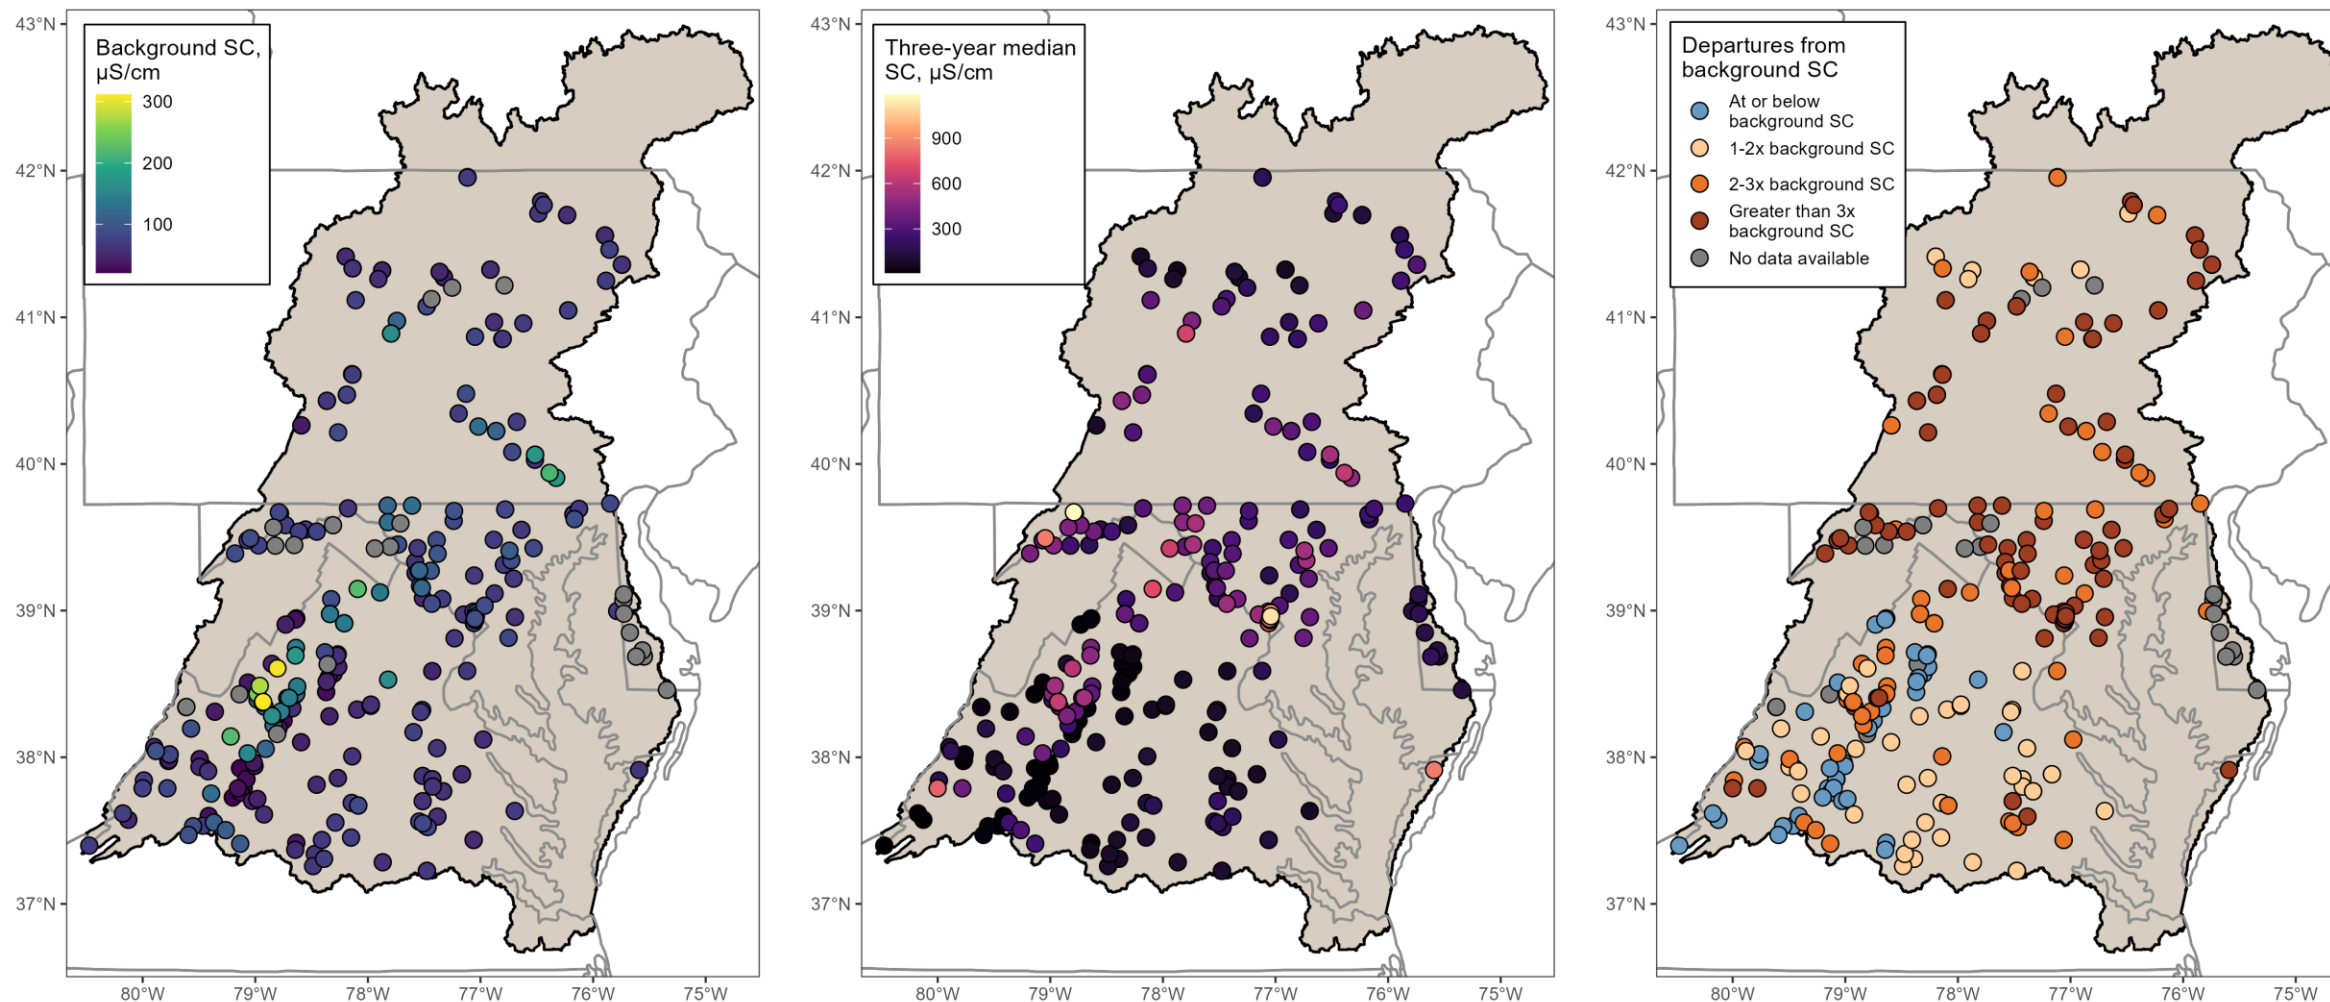 Background SC,
µS/cm
300
200
100
43°N
42°N
41°N
40°N
39°N
38°N
37°N
80°W
79°W
78°W
77°W
76°W
75°W
Three-year median
SC, µS/cm
900
600
300
43°N
42°N
41°N
40°N
39°N
38°N
37°N
80°W
79°W
78°W
77°W
76°W
75°W
Departures from
background SC
At or below
background SC
1-2x background SC
2-3x background SC
Greater than 3x
background SC
No data available
43°N
42°N
41°N
40°N
39°N
38°N
37°N
80°W
79°W
78°W
77°W
76°W
75°W